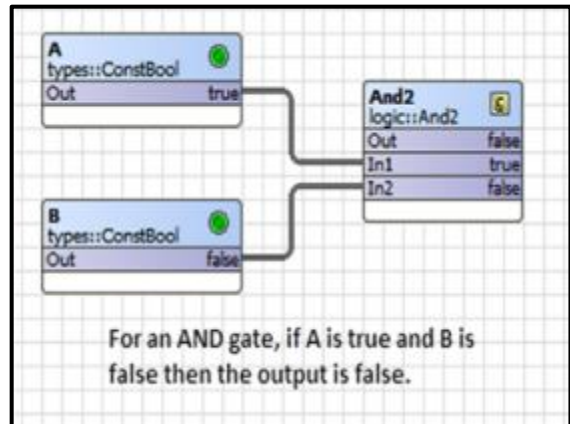 A
types::ConstBool
Out true
B
types::ConstBool
Out false
And2
logic::And2
Out false
In1 true
In2 false
For an AND gate, if A is true and B is
false then the output is false.